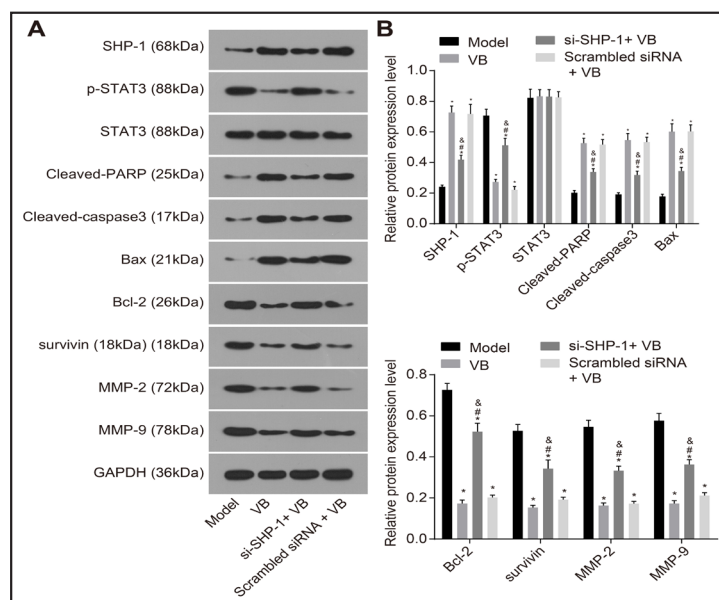 A
SHP-1 (68kDa)
p-STAT3 (88kDa)
STAT3 (88kDa)
Cleaved-PARP (25kDa)
Cleaved-caspase3 (17kDa)
Bax (21kDa)
Bcl-2 (26kDa)
survivin (18kDa) (18kDa)
MMP-2 (72kDa)
MMP-9 (78kDa)
GAPDH (36kDa)
Model
VB
si-SHP-1+ VB
Scrambled siRNA + VB
B
Model
VB
si-SHP-1+ VB
Scrambled siRNA
+ VB
Relative protein expression level
1.0
0.8
0.6
0.4
0.2
0.0
*
&
#
*
*
*
&
#
*
*
*
&
#
*
*
*
&
#
*
*
*
&
#
*
*
SHP-1
p-STAT3
STAT3
Cleaved-PARP
Cleaved-caspase3
Bax
Model
VB
si-SHP-1+ VB
Scrambled siRNA
+ VB
Relative protein expression level
0.8
0.6
0.4
0.2
0.0
*
&
#
*
*
*
&
#
*
*
*
&
#
*
*
*
&
#
*
*
Bcl-2
survivin
MMP-2
MMP-9